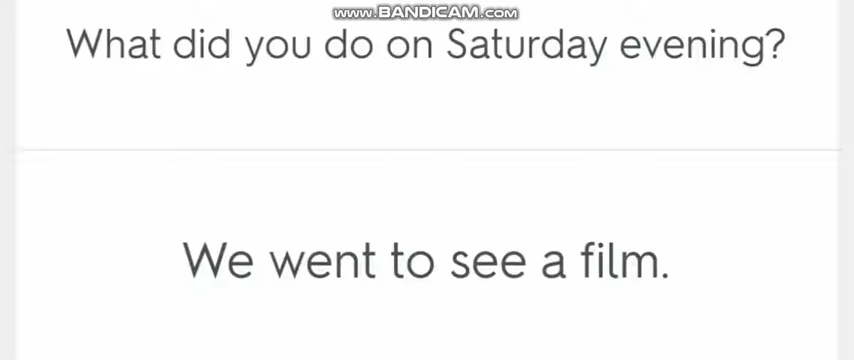 www.BANDICAM.com
What did you do on Saturday evening?
We went to see a film.